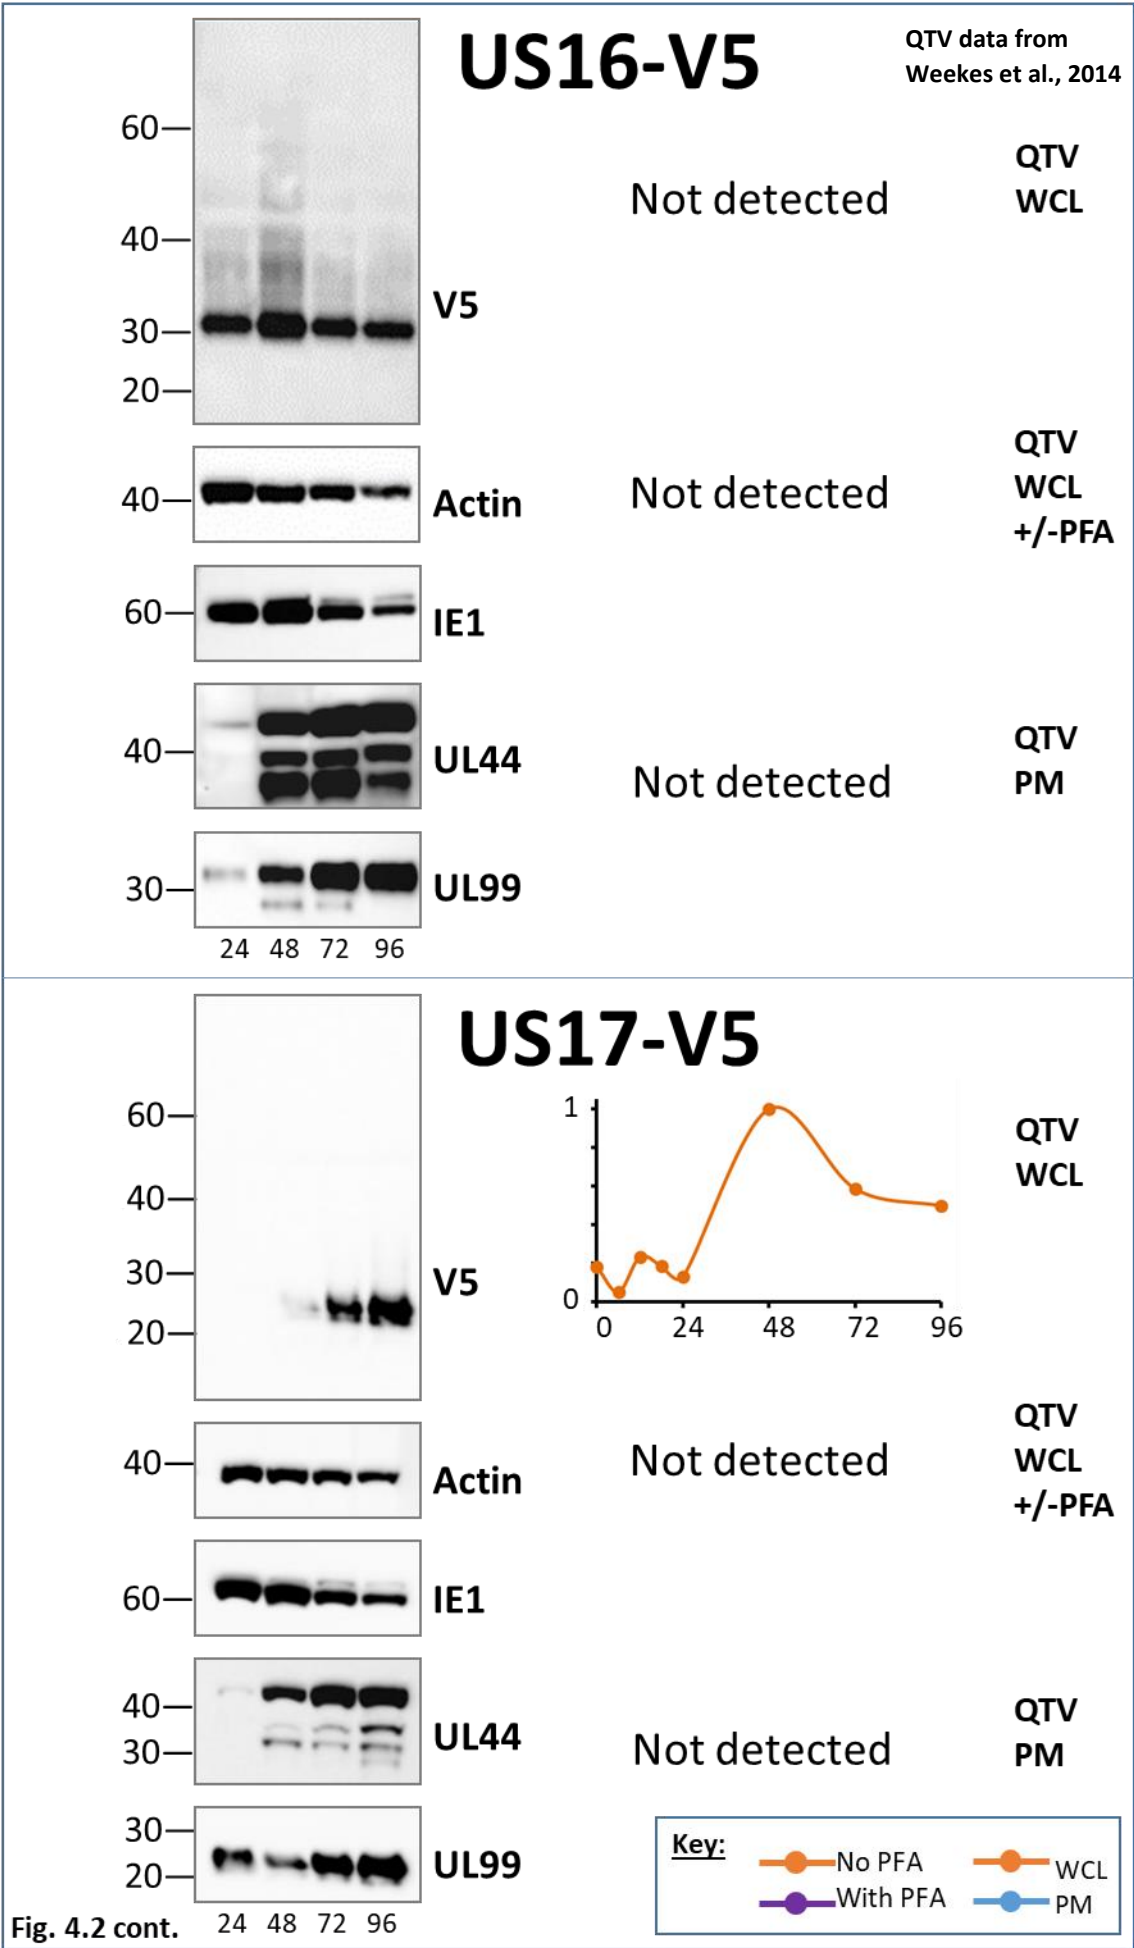 US16-V5
QTV data from
Weekes et al., 2014
60
40
30
20
V5
Not detected
QTV
WCL
40
Actin
Not detected
QTV
WCL
+/-PFA
60
IE1
40
UL44
Not detected
QTV
PM
30
UL99
24 48 72 96
US17-V5
60
40
30
20
V5
1
0
0 24 48 72 96
QTV
WCL
40
Actin
Not detected
QTV
WCL
+/-PFA
60
IE1
40
30
UL44
Not detected
QTV
PM
30
20
UL99
24 48 72 96
Key:
No PFA
WCL
With PFA
PM
Fig. 4.2 cont.